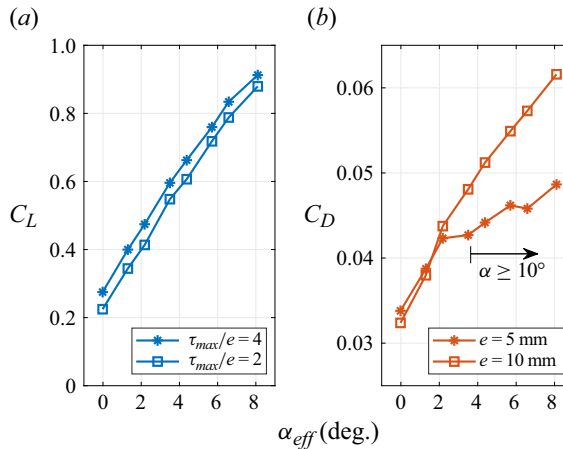 (a)
(b)
1.0
0.8
0.6
0.4
0.2
0
C_L
0 2 4 6 8
τ_max/e = 4
τ_max/e = 2
0.06
0.05
0.04
0.03
C_D
0 2 4 6 8
α ≥ 10°
e = 5 mm
e = 10 mm
α_eff (deg.)